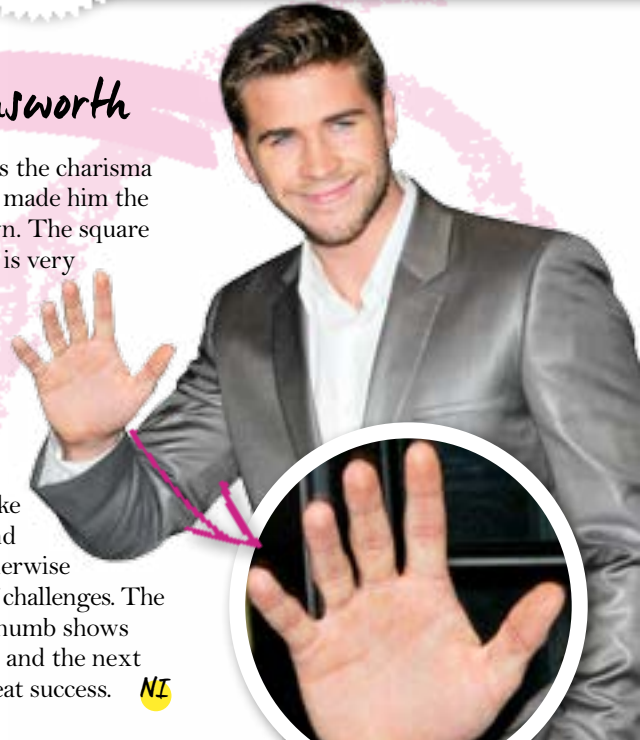 sworth
s the charisma
made him the
n. The square
is very
ke
d
erwise
challenges. The
humb shows
and the next
eat success. NI